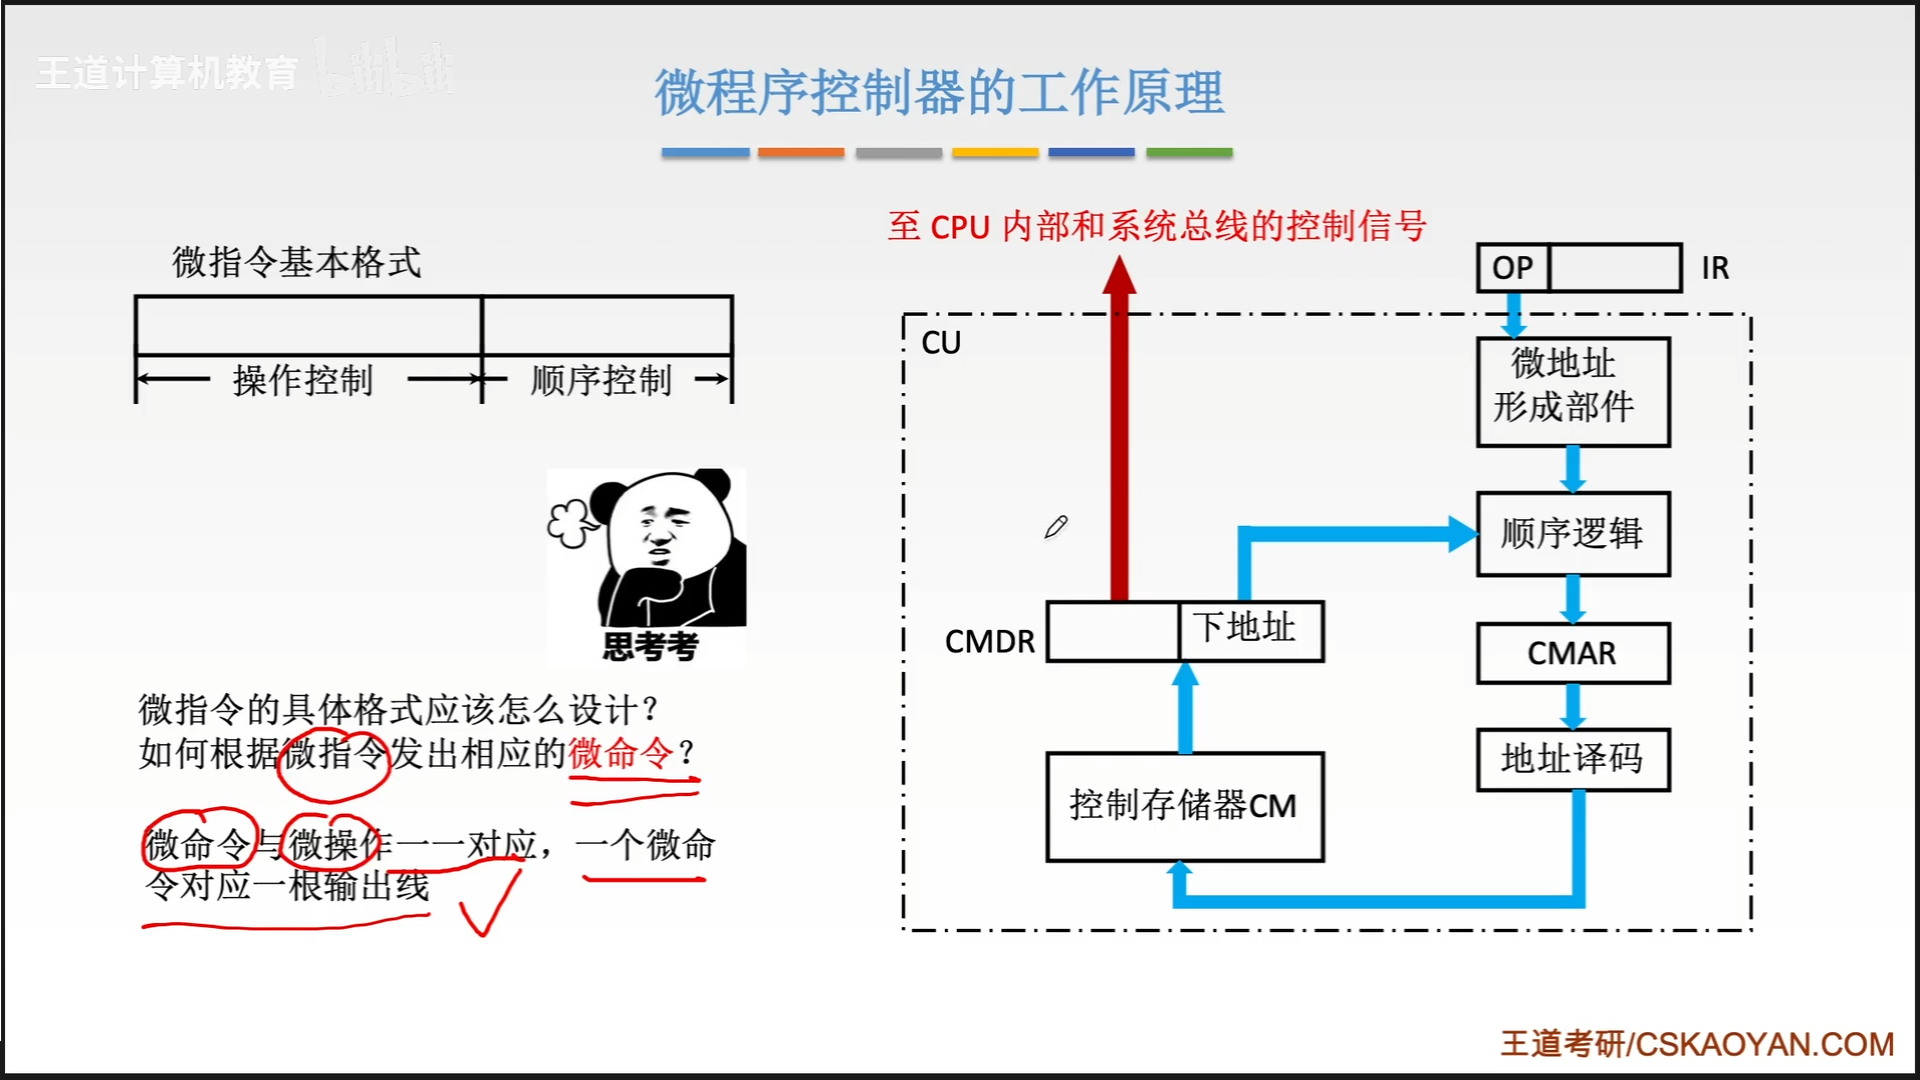 王道计算机教育 bilibili
微程序控制器的工作原理
微指令基本格式
操作控制 顺序控制
思考考
微指令的具体格式应该怎么设计？
如何根据微指令发出相应的微命令？
微命令与微操作一一对应，一个微命
令对应一根输出线
至 CPU 内部和系统总线的控制信号
OP IR
CU
微地址
形成部件
顺序逻辑
CMDR 下地址
CMAR
地址译码
控制存储器CM
王道考研/CSKAOYAN.COM